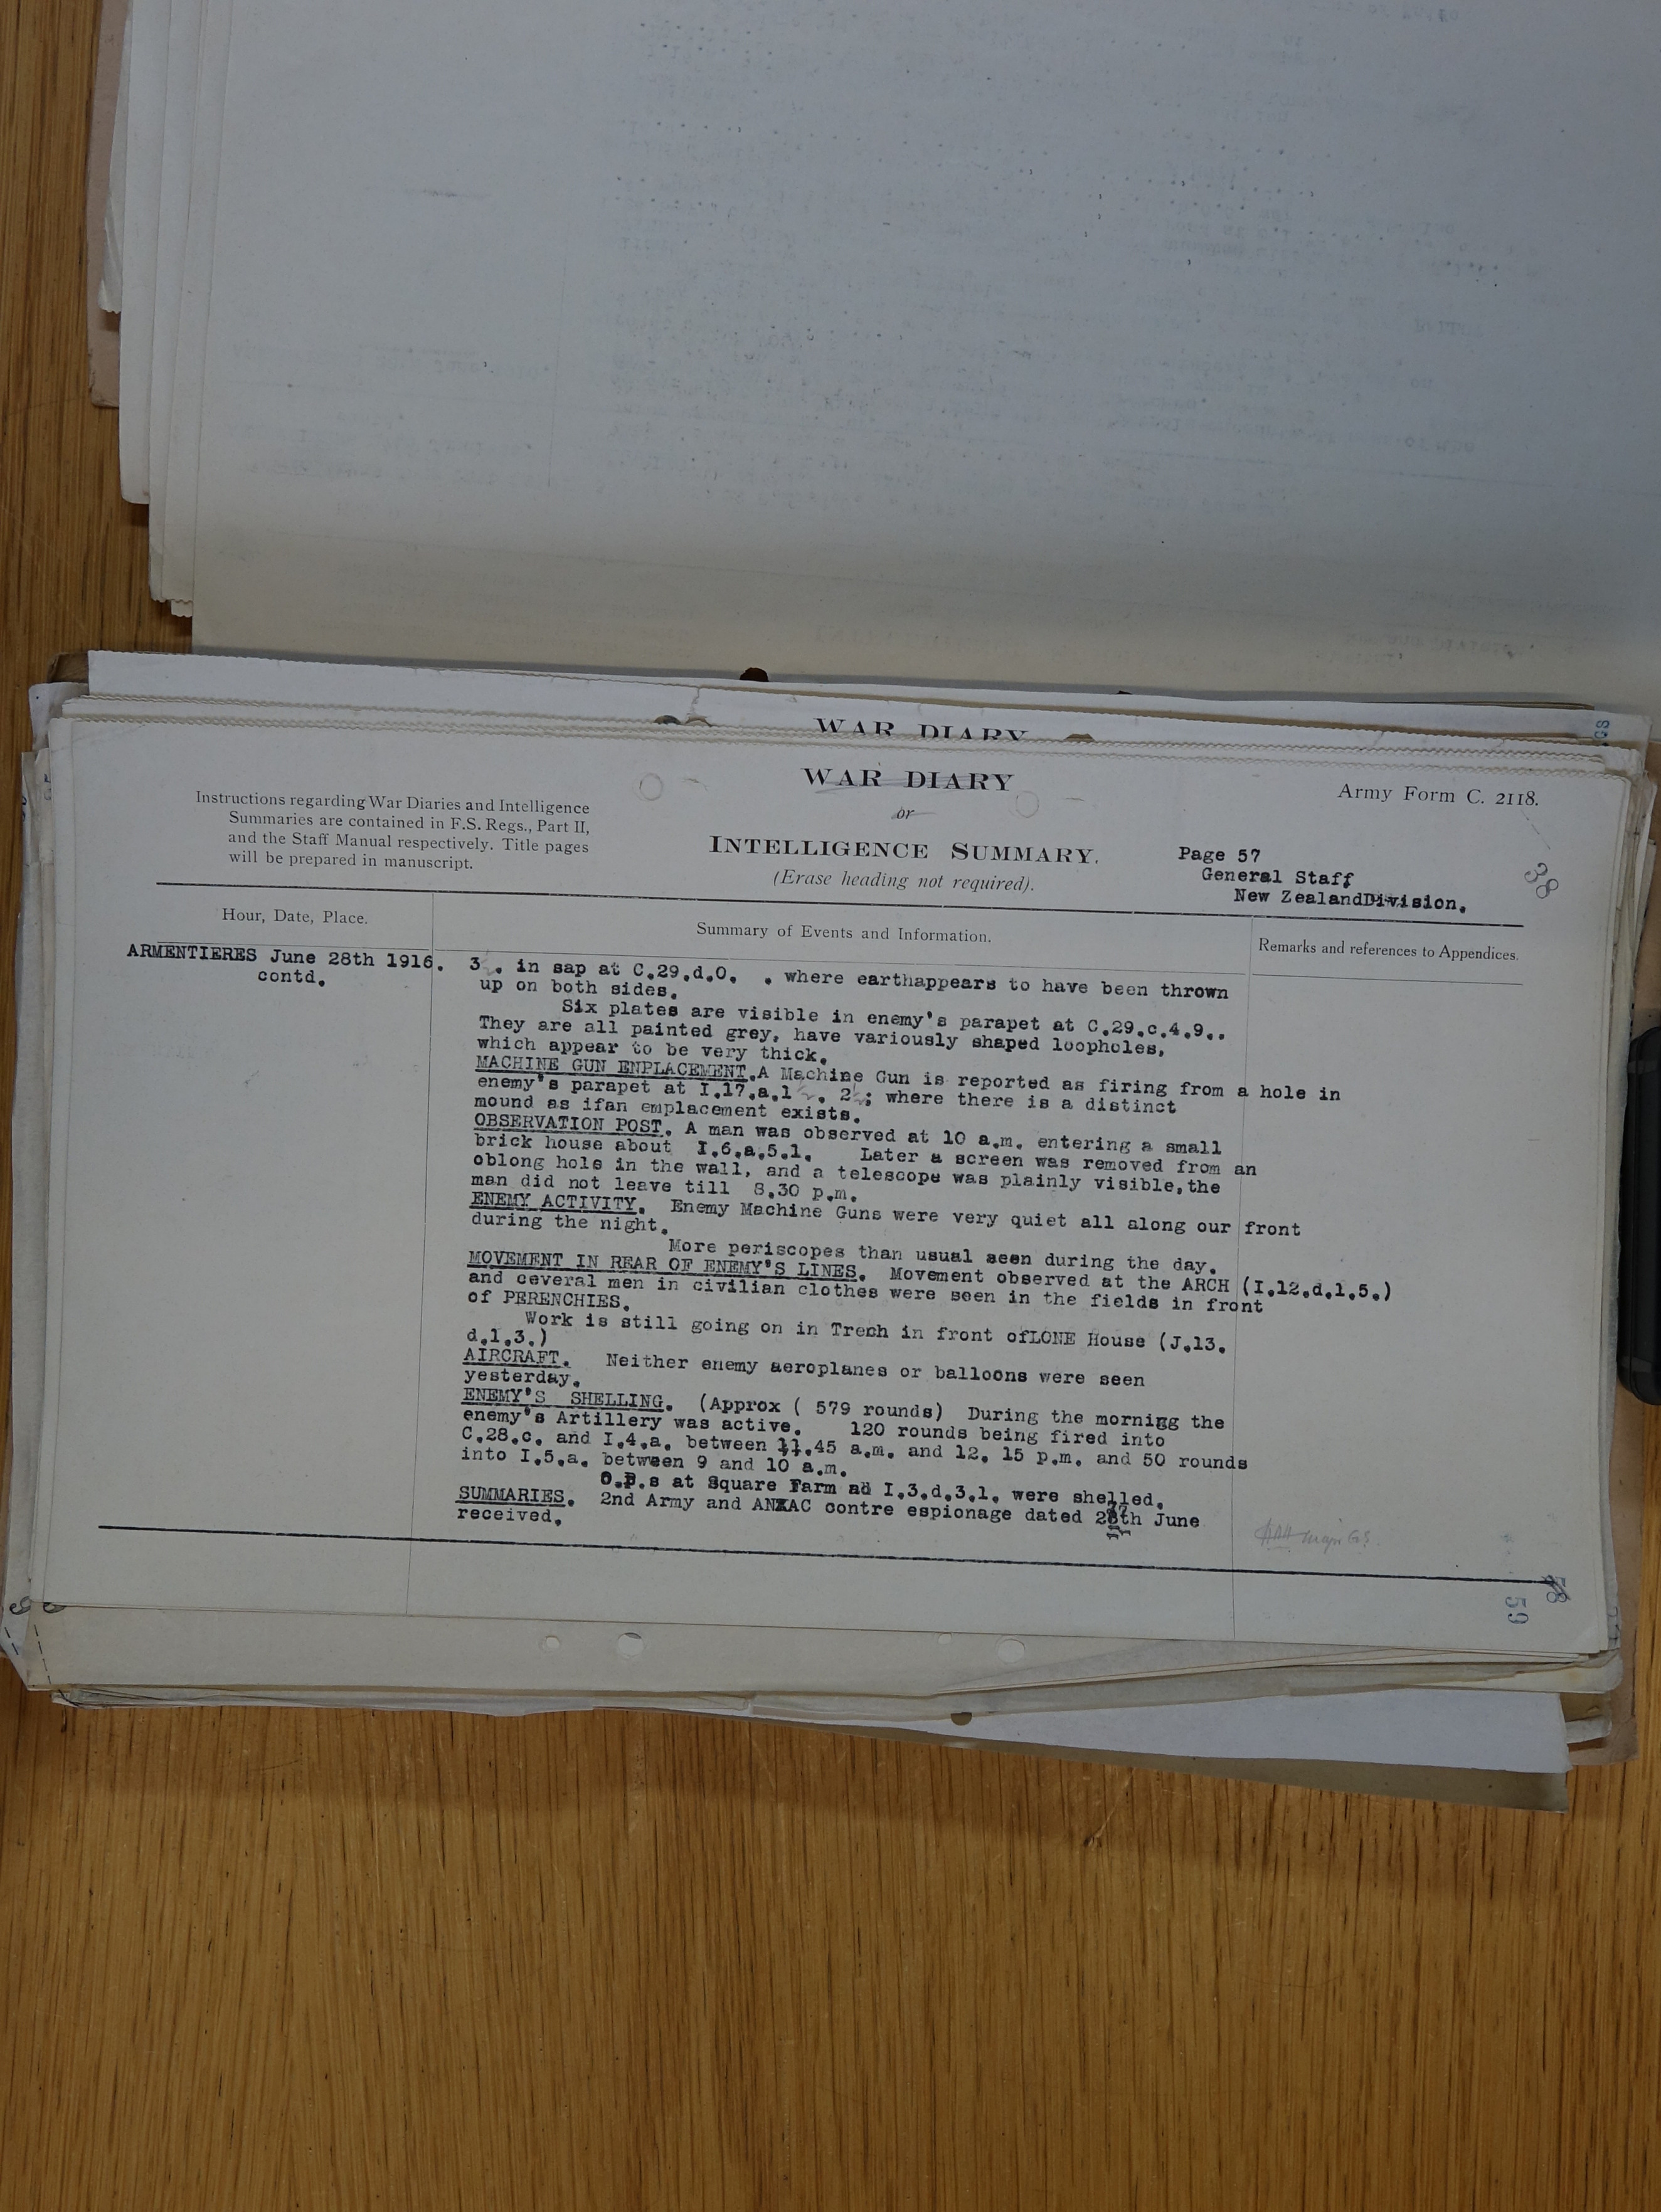 WAR DIARY
WAR DIARY
or
INTELLIGENCE SUMMARY.
(Erase heading not required).
Instructions regarding War Diaries and Intelligence
Summaries are contained in F.S. Regs., Part II,
and the Staff Manual respectively. Title pages
will be prepared in manuscript.
Army Form C. 2118.
Page 57
General Staff
New ZealandDivision.
38
Hour, Date, Place.
Summary of Events and Information.
Remarks and references to Appendices.
ARMENTIERES June 28th 1916.
contd.
3 . in sap at C.29.d.0. . where earthappears to have been thrown
up on both sides.
Six plates are visible in enemy's parapet at C.29.c.4.9..
They are all painted grey, have variously shaped loopholes,
which appear to be very thick.
MACHINE GUN ENPLACEMENT.A Machine Gun is reported as firing from a hole in
enemy's parapet at I.17.a.1 . 2 ; where there is a distinct
mound as ifan emplacement exists.
OBSERVATION POST. A man was observed at 10 a.m. entering a small
brick house about I.6.a.5.1. Later a screen was removed from an
oblong hole in the wall, and a telescope was plainly visible,the
man did not leave till 8.30 p.m.
ENEMY ACTIVITY. Enemy Machine Guns were very quiet all along our front
during the night.
More periscopes than usual seen during the day.
MOVEMENT IN REAR OF ENEMY'S LINES. Movement observed at the ARCH (I.12.d.1.5.)
and ceveral men in civilian clothes were seen in the fields in front
of PERENCHIES.
Work is still going on in Trech in front ofLONE House (J.13.
d.1.3.)
AIRCRAFT. Neither enemy aeroplanes or balloons were seen
yesterday.
ENEMY'S SHELLING. (Approx ( 579 rounds) During the morning the
enemy's Artillery was active. 120 rounds being fired into
C.28.c. and I.4.a. between 11.45 a.m. and 12. 15 p.m. and 50 rounds
into I.5.a. between 9 and 10 a.m.
O.P.s at Square Farm ad I.3.d.3.1. were shelled.
SUMMARIES. 2nd Army and ANZAC contre espionage dated 27th June
received.
58
59